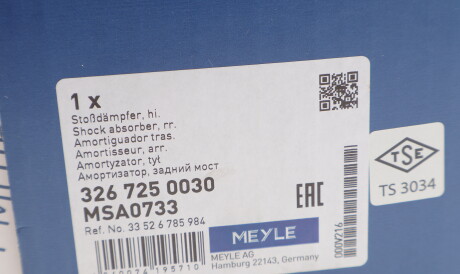 1 x
Stoßdämpfer, hi.
Shock absorber, rr.
Amortiguador tras.
Amortisseur, arr.
Amortyzator, tył
Амортизатор, задний мост
326 725 0030
MSA0733
Ref. No. 33 52 6 785 984
EAC
MEYLE
MEYLE AG
Hamburg 22143, Germany
000V216
TSE
TS 3034